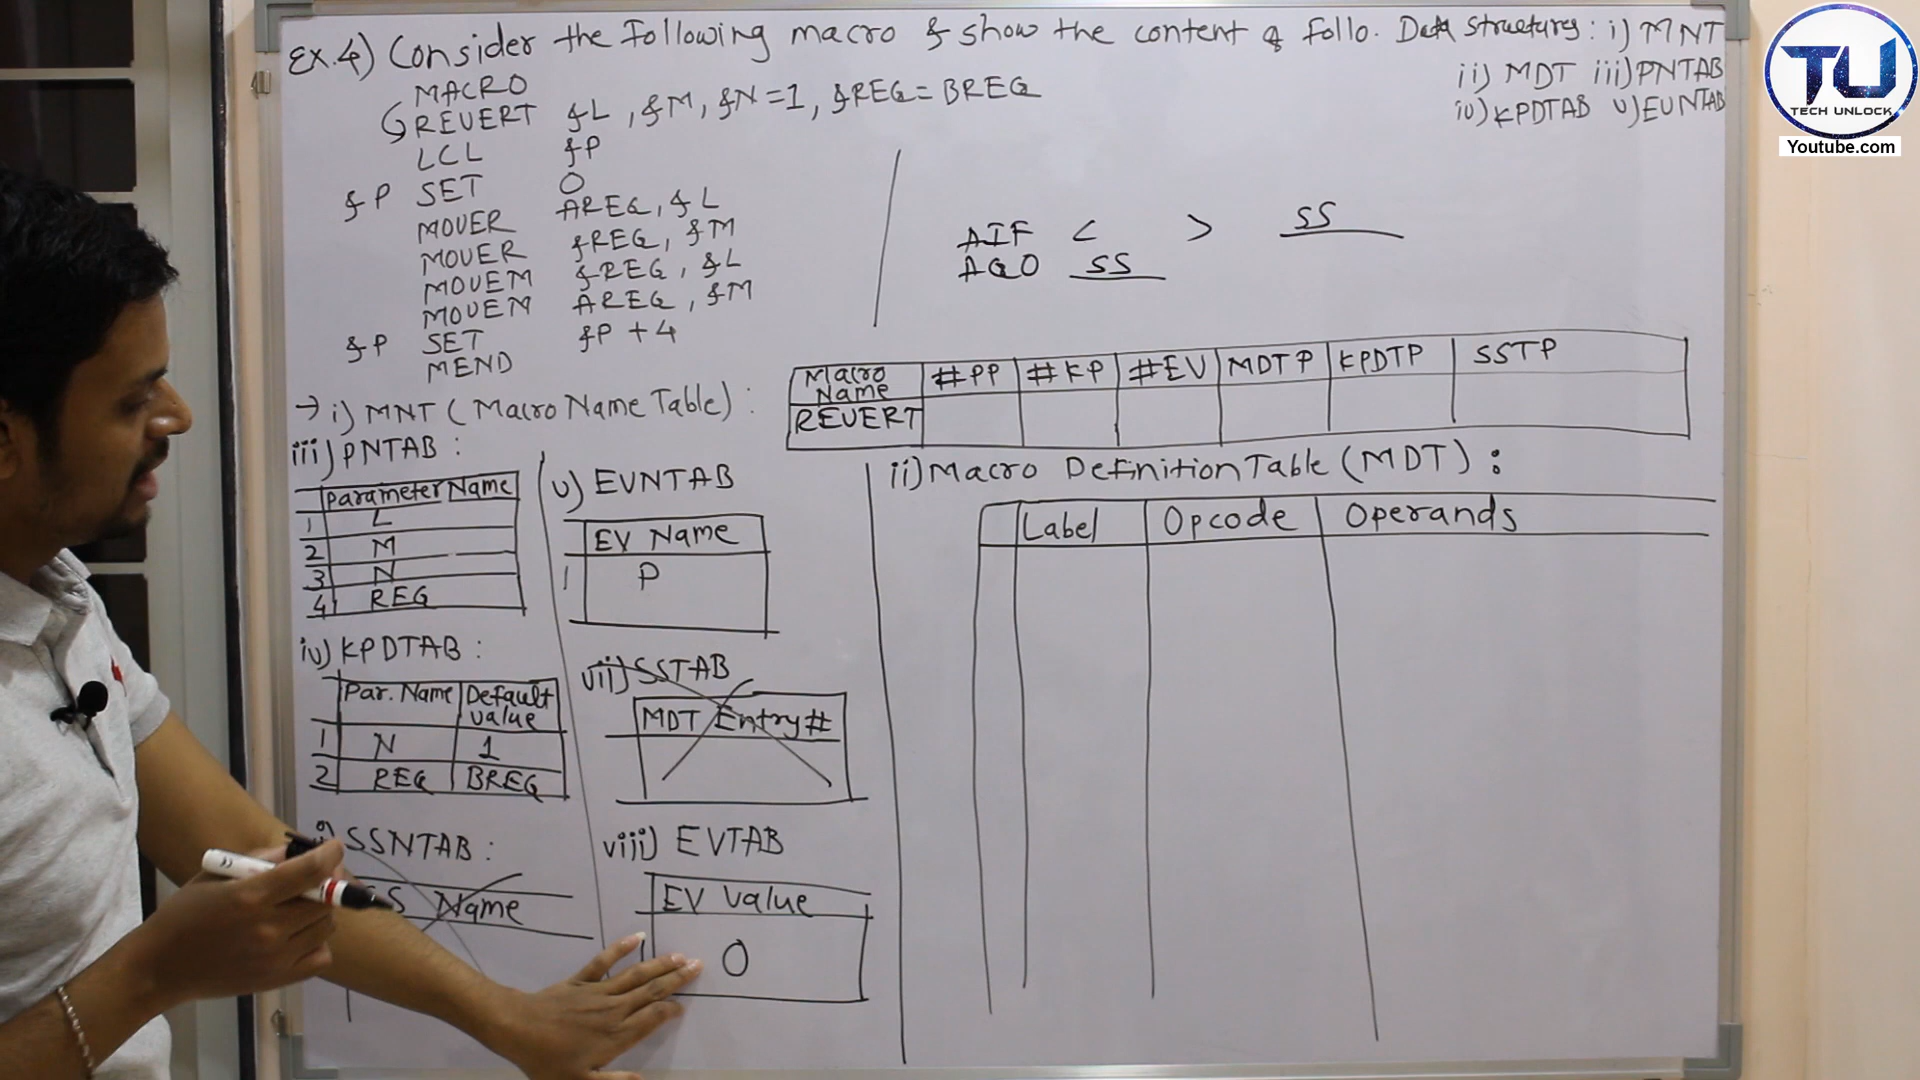 Ex.4) Consider the Following macro & show the content of follo. Data Structures: i) MNT
ii) MDT iii) PNTAB
iv) KPDTAB v) EVNTAB
MACRO
REVERT &L, &M, &N=1, &REG=BREG
LCL &P
&P SET 0
MOVER AREG, &L
MOVER &REG, &M
MOVEM &REG, &L
MOVEM AREG, &M
&P SET &P + 4
MEND
AIF < > SS
AGO SS
→ i) MNT (Macro Name Table) :
Macro Name #PP #KP #EV MDTP KPDTP SSTP
REVERT
iii) PNTAB :
Parameter Name
1 L
2 M
3 N
4 REG
v) EVNTAB
EV Name
1 P
iv) KPDTAB :
Par. Name Default value
1 N 1
2 REG BREG
vii) SSTAB
MDT Entry#
SSNTAB :
SS Name
viii) EVTAB
EV Value
0
ii) Macro Definition Table (MDT) :
Label Opcode Operands
TU
TECH UNLOCK
Youtube.com